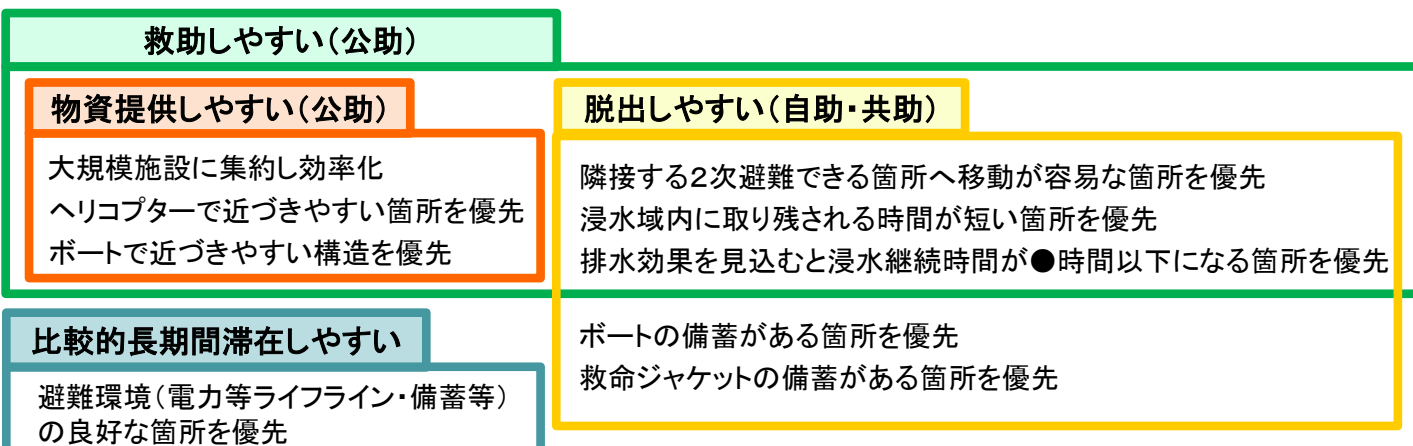 救助しやすい(公助)
物資提供しやすい(公助)
大規模施設に集約し効率化
ヘリコプターで近づきやすい箇所を優先
ボートで近づきやすい構造を優先
脱出しやすい(自助・共助)
隣接する2次避難できる箇所へ移動が容易な箇所を優先
浸水域内に取り残される時間が短い箇所を優先
排水効果を見込むと浸水継続時間が●時間以下になる箇所を優先
ボートの備蓄がある箇所を優先
救命ジャケットの備蓄がある箇所を優先
比較的長期間滞在しやすい
避難環境(電力等ライフライン・備蓄等)
の良好な箇所を優先